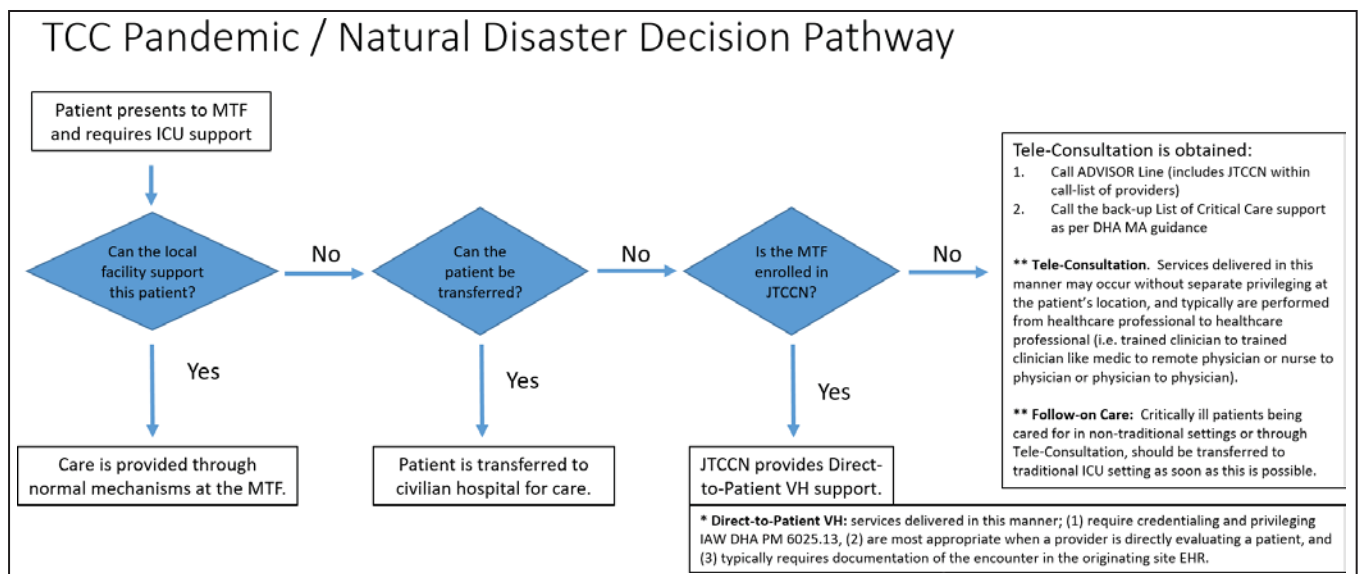 TCC Pandemic / Natural Disaster Decision Pathway
Patient presents to MTF
and requires ICU support
Can the local
facility support
this patient?
No
Can the
patient be
transferred?
No
Is the MTF
enrolled in
JTCCN?
No
Yes
Yes
Yes
Care is provided through
normal mechanisms at the MTF.
Patient is transferred to
civilian hospital for care.
JTCCN provides Direct-
to-Patient VH support.
Tele-Consultation is obtained:
1. Call ADVISOR Line (includes JTCCN within
call-list of providers)
2. Call the back-up List of Critical Care support
as per DHA MA guidance
** Tele-Consultation. Services delivered in this
manner may occur without separate privileging at
the patient's location, and typically are performed
from healthcare professional to healthcare
professional (i.e. trained clinician to trained
clinician like medic to remote physician or nurse to
physician or physician to physician).
** Follow-on Care: Critically ill patients being
cared for in non-traditional settings or through
Tele-Consultation, should be transferred to
traditional ICU setting as soon as this is possible.
* Direct-to-Patient VH: services delivered in this manner; (1) require credentialing and privileging
IAW DHA PM 6025.13, (2) are most appropriate when a provider is directly evaluating a patient, and
(3) typically requires documentation of the encounter in the originating site EHR.